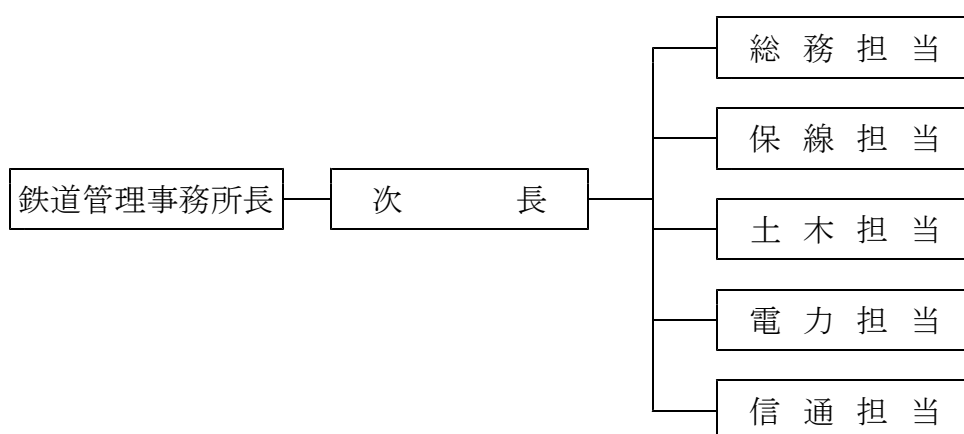 鉄道管理事務所長
次長
総務担当
保線担当
土木担当
電力担当
信通担当